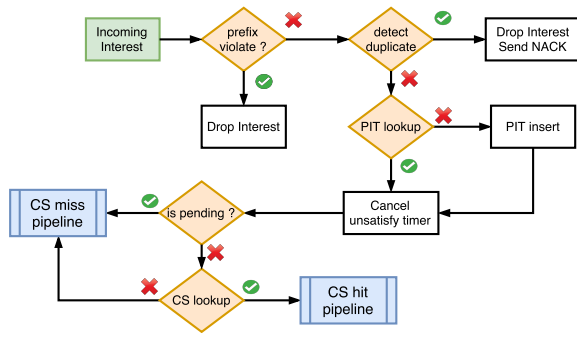 Incoming
Interest
prefix
violate ?
detect
duplicate
Drop Interest
Send NACK
Drop Interest
PIT lookup
PIT insert
Cancel
unsatisfy timer
is pending ?
CS miss
pipeline
CS lookup
CS hit
pipeline